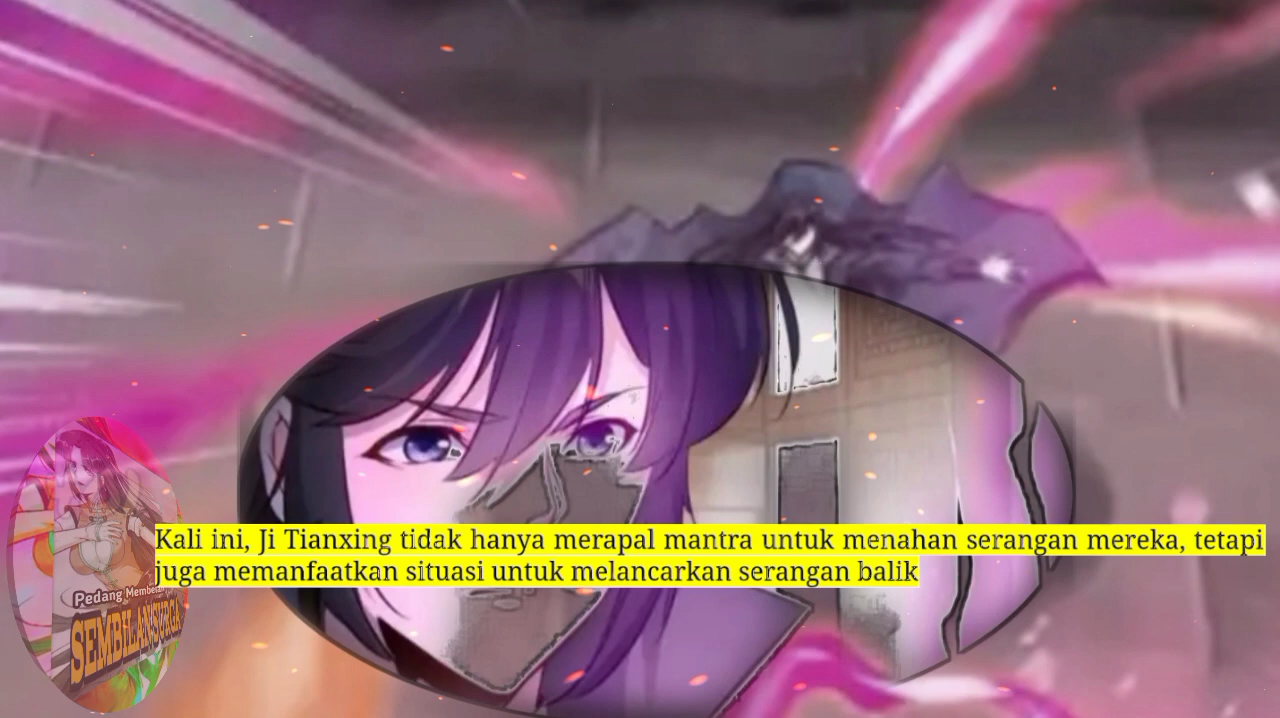 Kali ini, Ji Tianxing tidak hanya merapal mantra untuk menahan serangan mereka, tetapi
juga memanfaatkan situasi untuk melancarkan serangan balik
Pedang Membelah
SEMBILAN SURGA